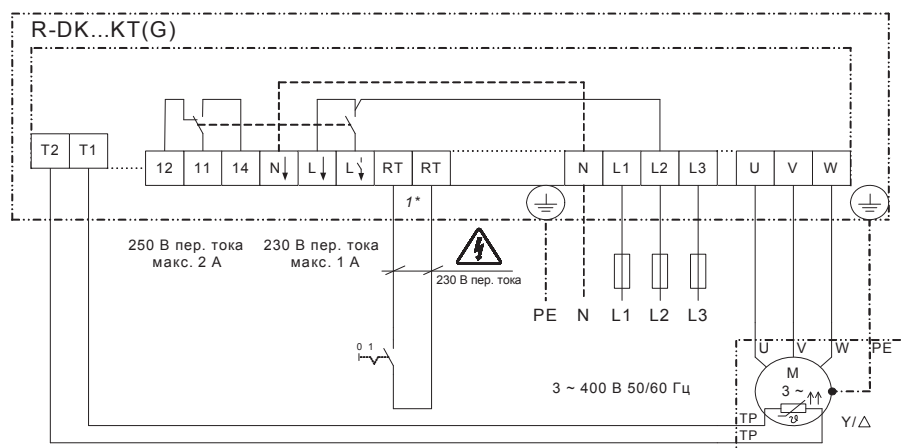 R-DK...KT(G)
T2 T1
12 11 14 N L L RT RT N L1 L2 L3 U V W
1*
250 В пер. тока
макс. 2 А
230 В пер. тока
макс. 1 А
230 В пер. тока
PE N L1 L2 L3
0 1
U V W PE
M
3 ~
3 ~ 400 В 50/60 Гц
ϑ
TP
TP
Y/△